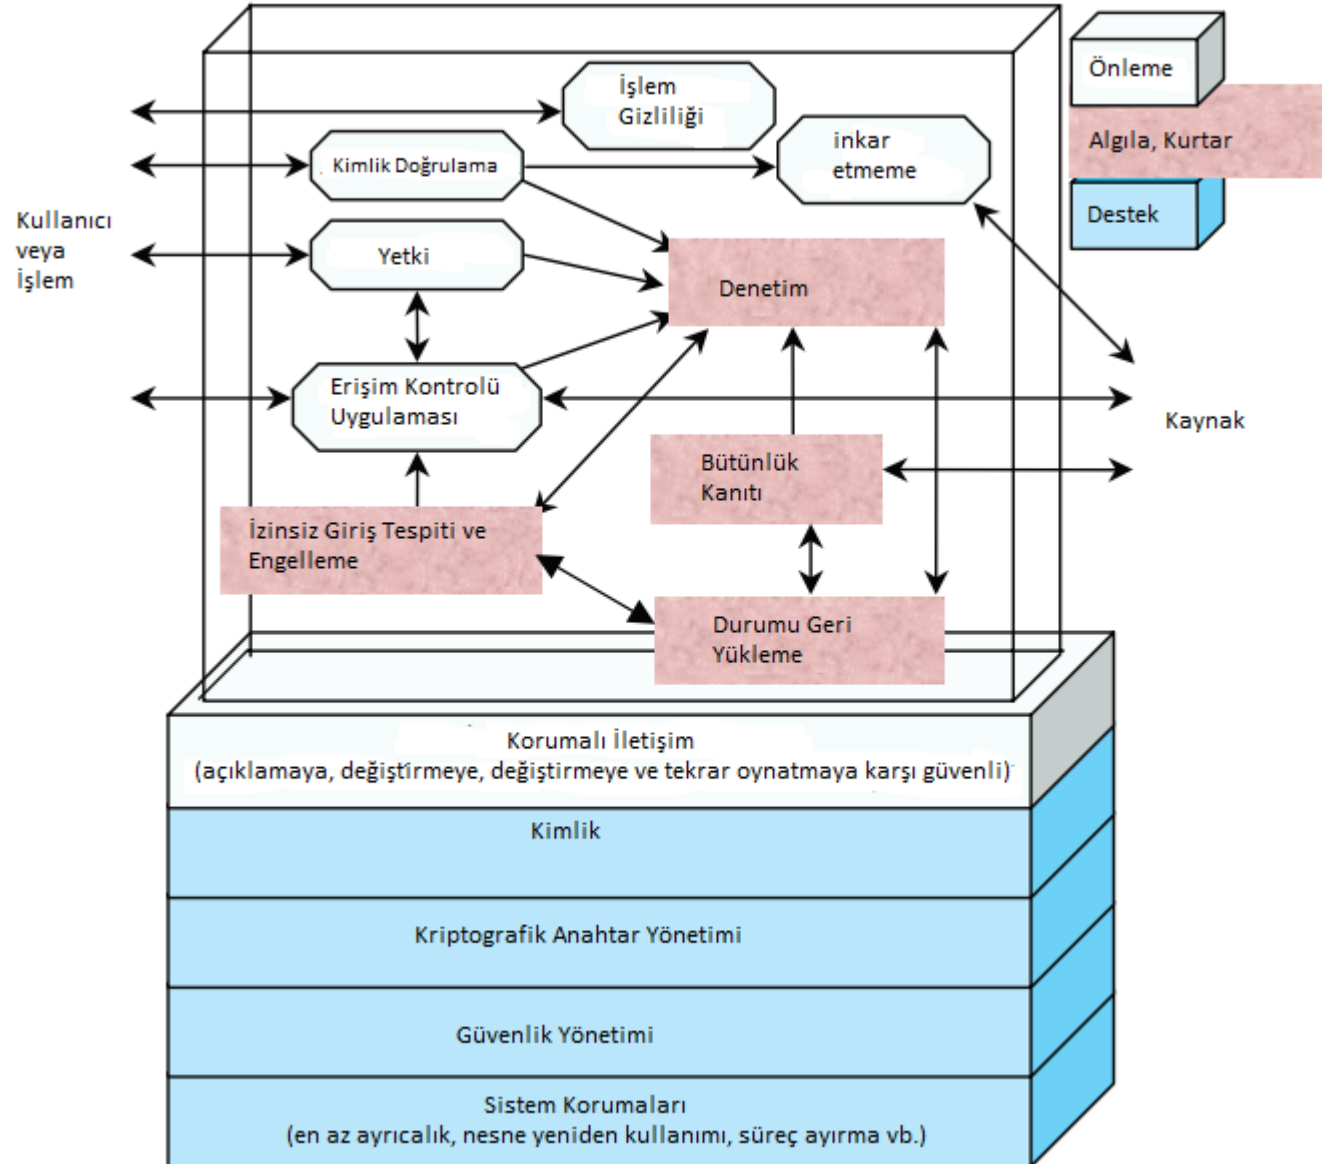 İşlem
Gizliliği
Önleme
inkar
etmeme
Algıla, Kurtar
Kimlik Doğrulama
Destek
Kullanıcı
veya
İşlem
Yetki
Denetim
Erişim Kontrolü
Uygulaması
Kaynak
Bütünlük
Kanıtı
İzinsiz Giriş Tespiti ve
Engelleme
Durumu Geri
Yükleme
Korumalı İletişim
(açıklamaya, değiştirmeye, değiştirmeye ve tekrar oynatmaya karşı güvenli)
Kimlik
Kriptografik Anahtar Yönetimi
Güvenlik Yönetimi
Sistem Korumaları
(en az ayrıcalık, nesne yeniden kullanımı, süreç ayırma vb.)